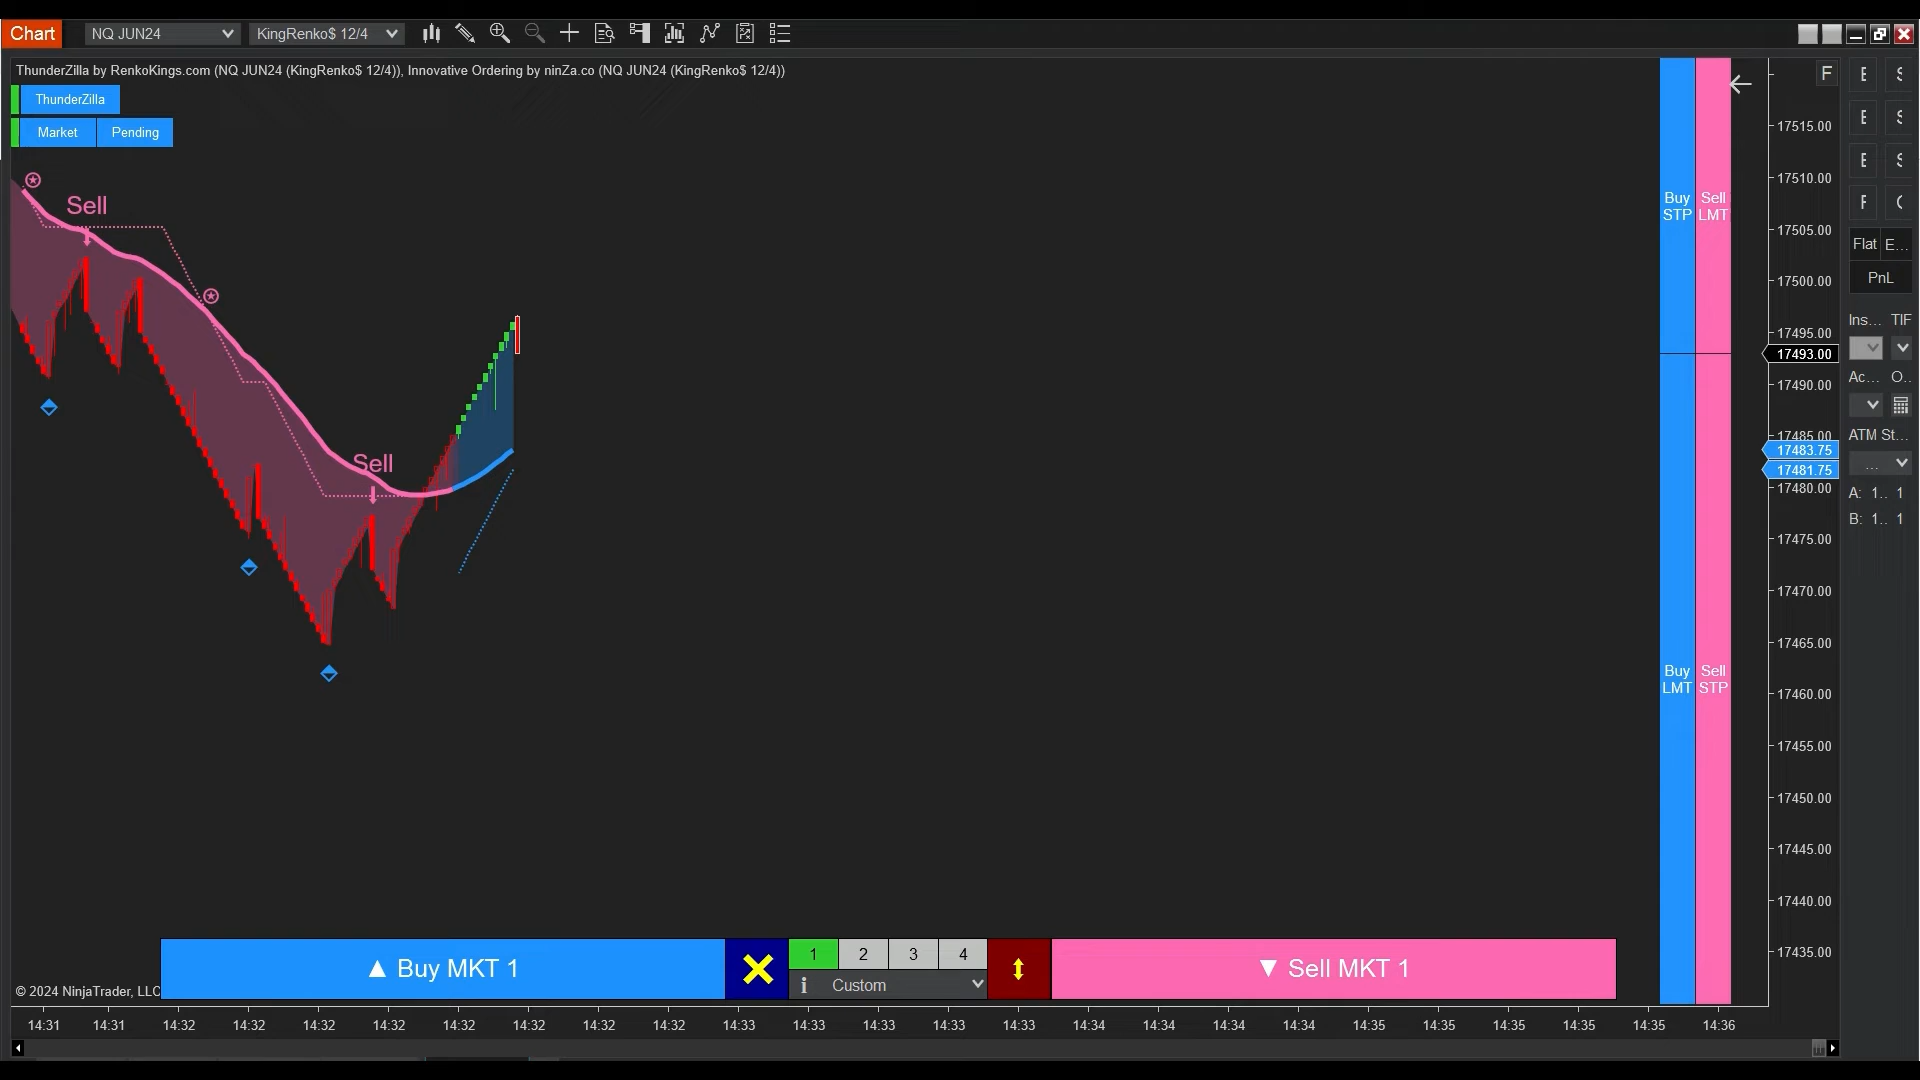 Chart NQ JUN24 KingRenko$ 12/4
ThunderZilla by RenkoKings.com (NQ JUN24 (KingRenko$ 12/4)), Innovative Ordering by ninZa.co (NQ JUN24 (KingRenko$ 12/4))
F
E S
ThunderZilla
Market Pending
E S
E S
F
Flat E...
PnL
Ins... TIF
Ac... O..
ATM St...
...
A: 1.. 1
B: 1.. 1
Sell
Sell
Buy STP
Sell LMT
Buy LMT
Sell STP
17515.00
17510.00
17505.00
17500.00
17495.00
17493.00
17490.00
17485.00
17483.75
17481.75
17480.00
17475.00
17470.00
17465.00
17460.00
17455.00
17450.00
17445.00
17440.00
17435.00
▲ Buy MKT 1
1 2 3 4
i Custom
▼ Sell MKT 1
© 2024 NinjaTrader, LLC
14:31 14:31 14:32 14:32 14:32 14:32 14:32 14:32 14:32 14:32 14:33 14:33 14:33 14:33 14:33 14:34 14:34 14:34 14:34 14:35 14:35 14:35 14:35 14:35 14:36